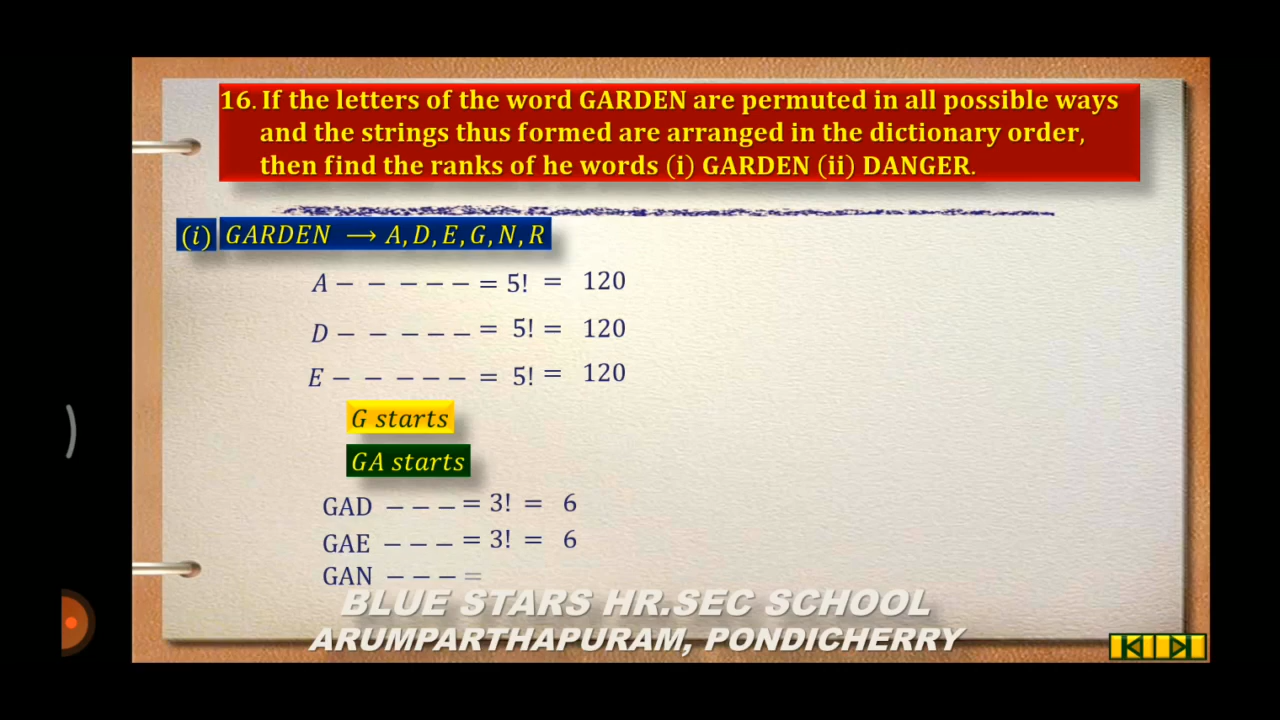 16. If the letters of the word GARDEN are permuted in all possible ways
and the strings thus formed are arranged in the dictionary order,
then find the ranks of he words (i) GARDEN (ii) DANGER.
(i) GARDEN ⟶ A, D, E, G, N, R
A − − − − − = 5! = 120
D − − − − − = 5! = 120
E − − − − − = 5! = 120
G starts
GA starts
GAD − − − = 3! = 6
GAE − − − = 3! = 6
GAN − − − =
BLUE STARS HR.SEC SCHOOL
ARUMPARTHAPURAM, PONDICHERRY